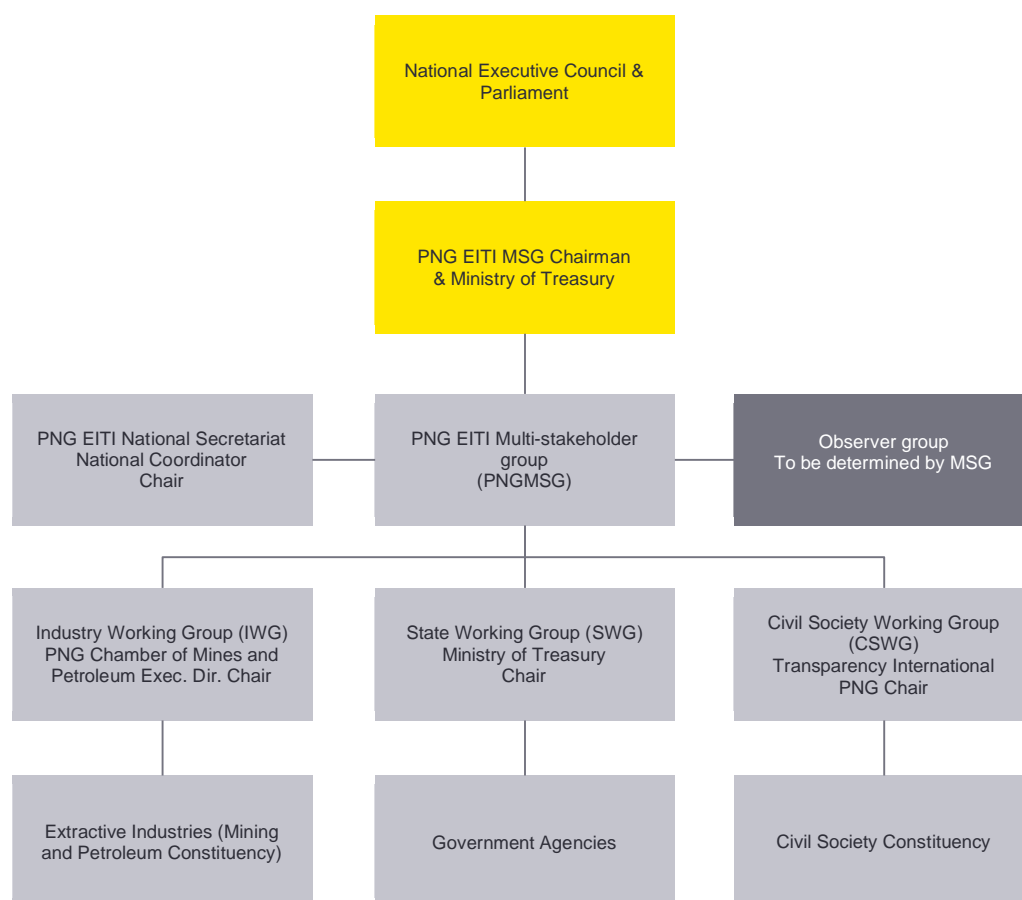 National Executive Council &
Parliament
PNG EITI MSG Chairman
& Ministry of Treasury
PNG EITI National Secretariat
National Coordinator
Chair
PNG EITI Multi-stakeholder
group
(PNGMSG)
Observer group
To be determined by MSG
Industry Working Group (IWG)
PNG Chamber of Mines and
Petroleum Exec. Dir. Chair
State Working Group (SWG)
Ministry of Treasury
Chair
Civil Society Working Group
(CSWG)
Transparency International
PNG Chair
Extractive Industries (Mining
and Petroleum Constituency)
Government Agencies
Civil Society Constituency